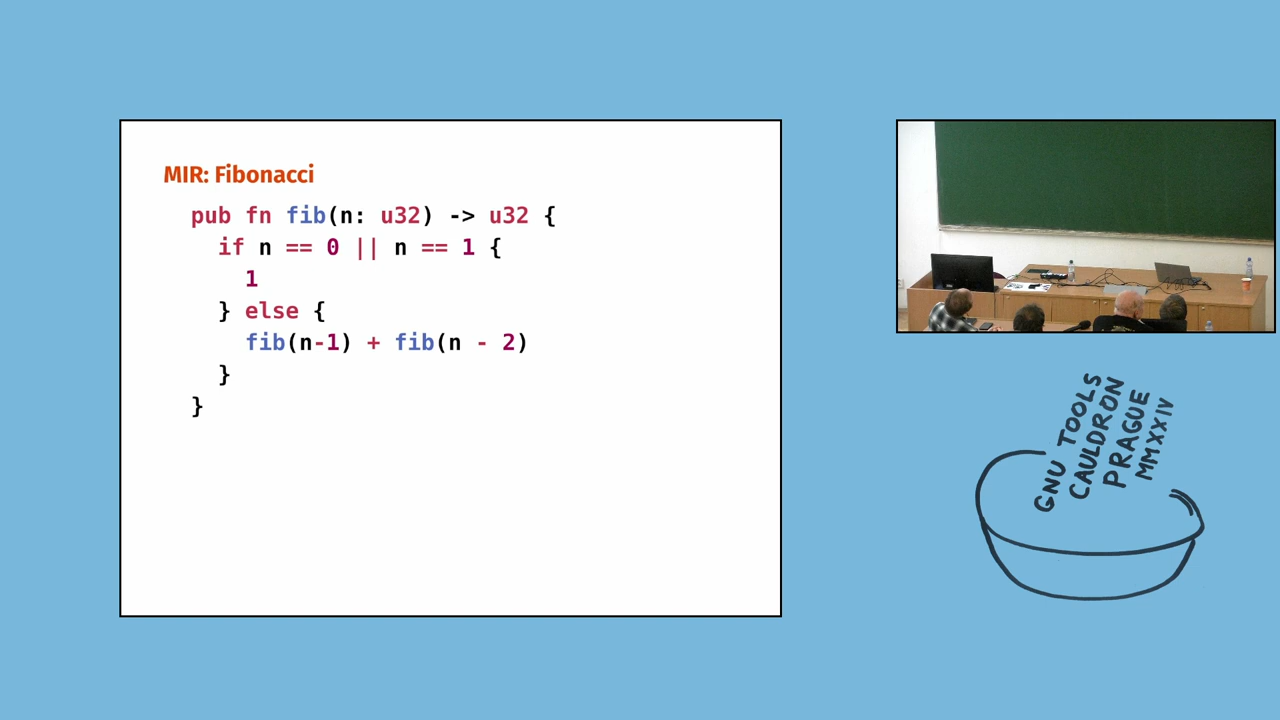 MIR: Fibonacci
pub fn fib(n: u32) -> u32 {
  if n == 0 || n == 1 {
    1
  } else {
    fib(n-1) + fib(n - 2)
  }
}
GNU TOOLS
CAULDRON
PRAGUE
MMXXIV